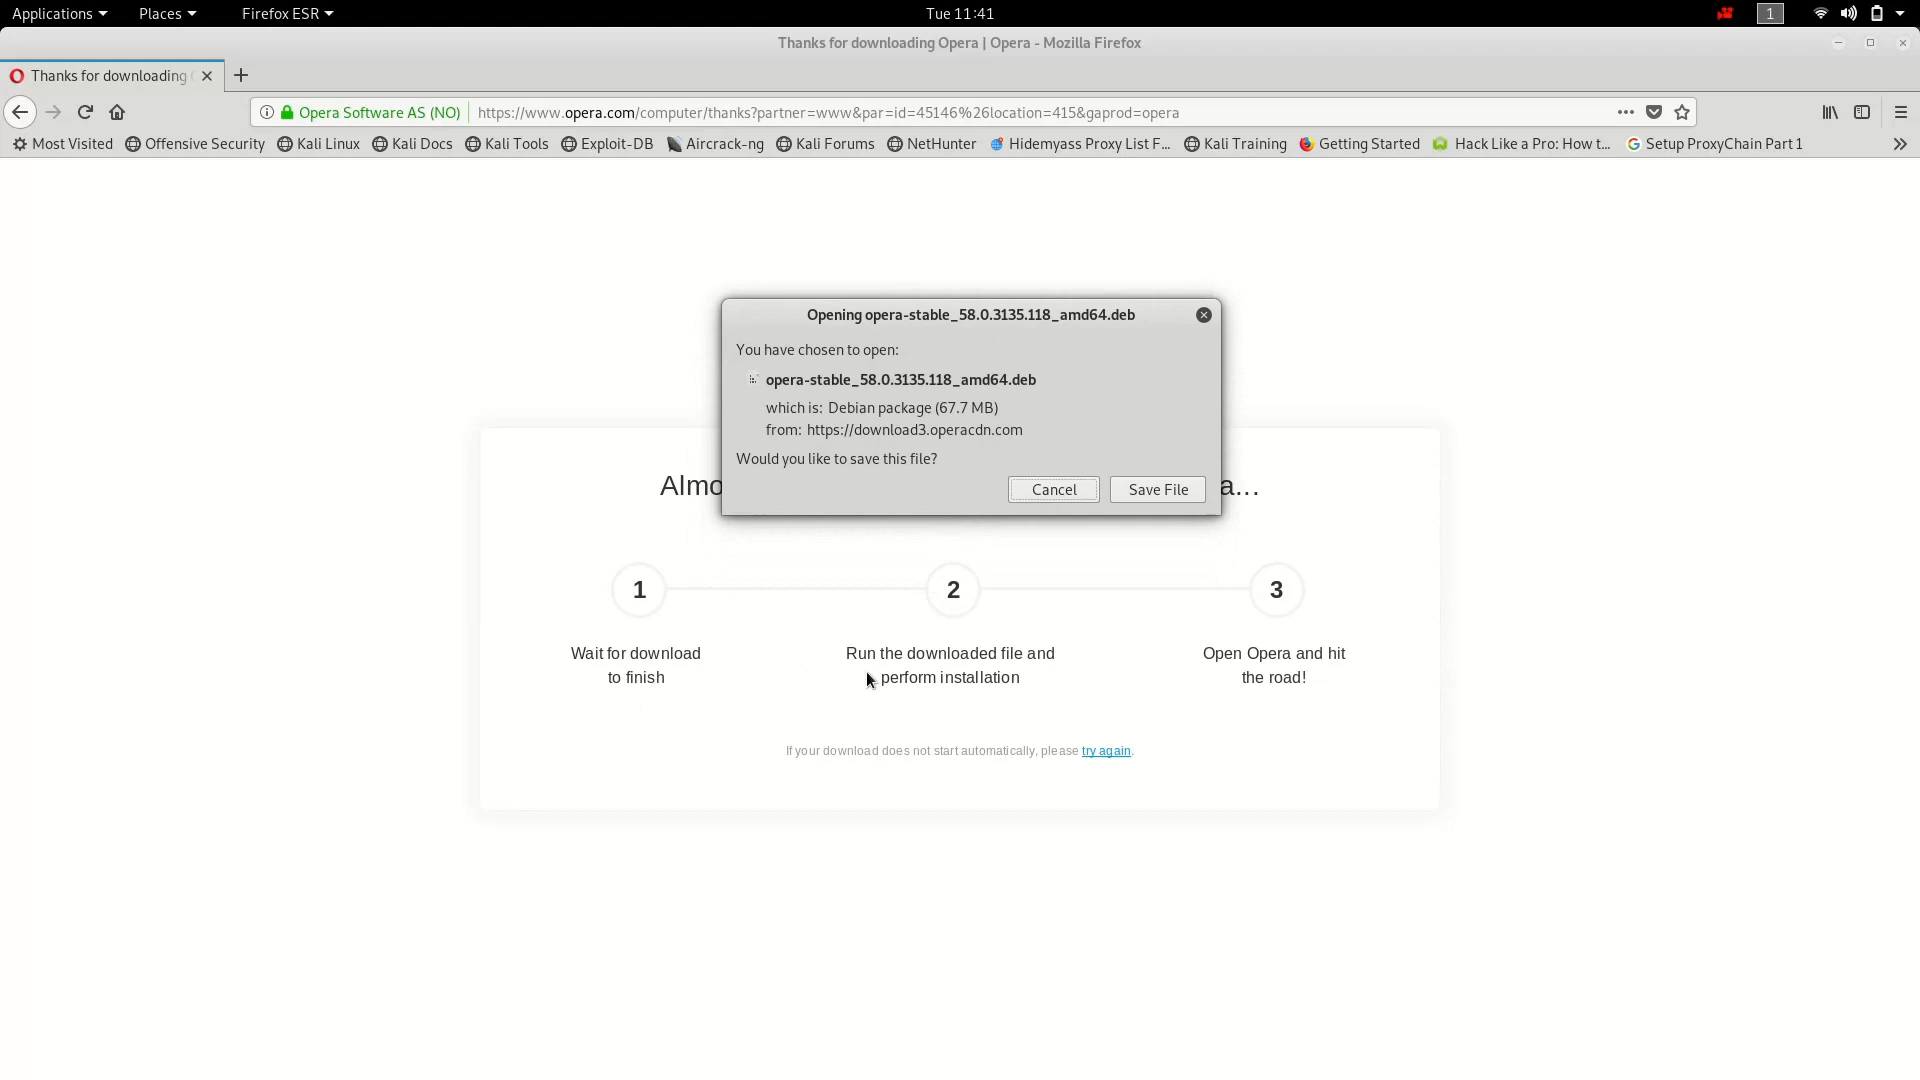 Applications Places Firefox ESR Tue 11:41 1
Thanks for downloading Opera | Opera - Mozilla Firefox
Thanks for downloading
Opera Software AS (NO) https://www.opera.com/computer/thanks?partner=www&par=id=45146%26location=415&gaprod=opera
Most Visited Offensive Security Kali Linux Kali Docs Kali Tools Exploit-DB Aircrack-ng Kali Forums NetHunter Hidemyass Proxy List F... Kali Training Getting Started Hack Like a Pro: How t... Setup ProxyChain Part 1
Opening opera-stable_58.0.3135.118_amd64.deb
You have chosen to open:
opera-stable_58.0.3135.118_amd64.deb
which is: Debian package (67.7 MB)
from: https://download3.operacdn.com
Would you like to save this file?
Cancel Save File
Almo a...
1 2 3
Wait for download
to finish
Run the downloaded file and
perform installation
Open Opera and hit
the road!
If your download does not start automatically, please try again.